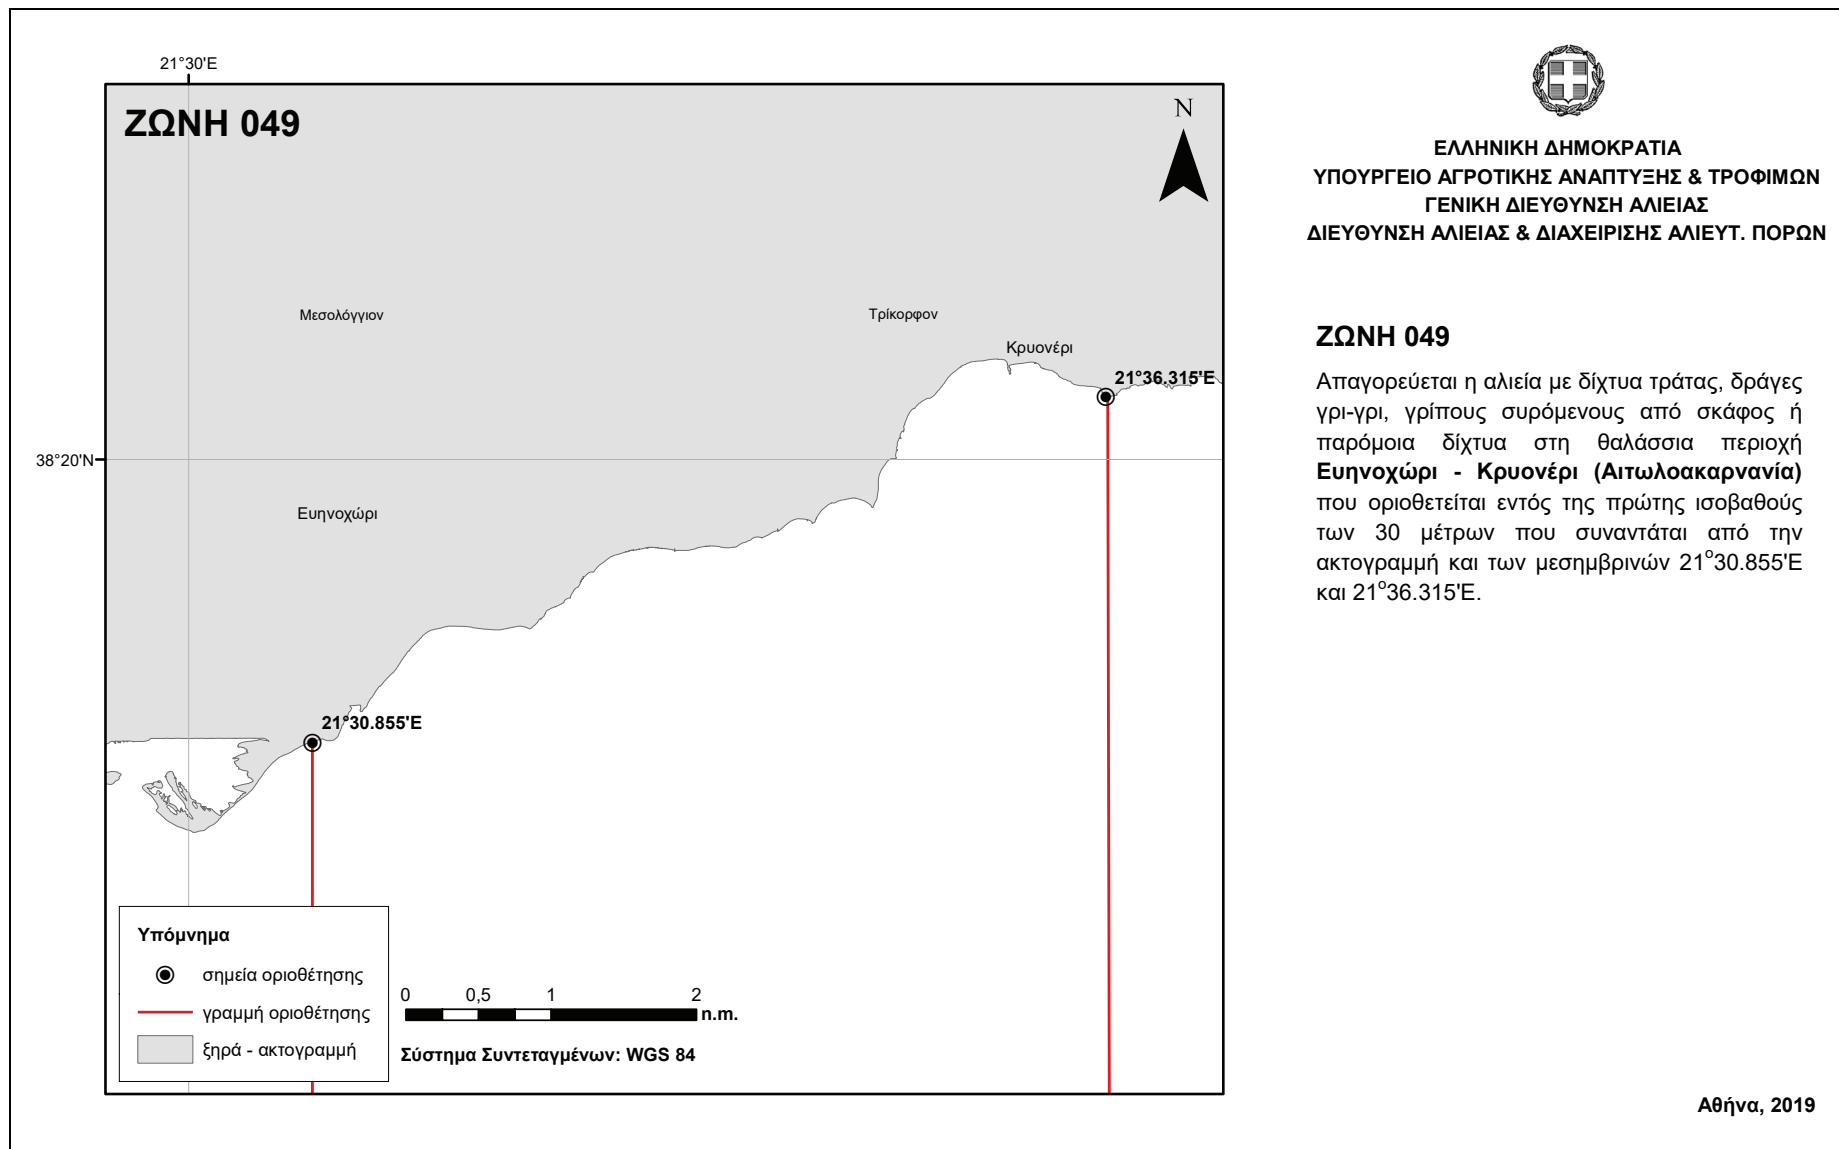 21°30'E
ΖΩΝΗ 049
N
ΕΛΛΗΝΙΚΗ ΔΗΜΟΚΡΑΤΙΑ
ΥΠΟΥΡΓΕΙΟ ΑΓΡΟΤΙΚΗΣ ΑΝΑΠΤΥΞΗΣ & ΤΡΟΦΙΜΩΝ
ΓΕΝΙΚΗ ΔΙΕΥΘΥΝΣΗ ΑΛΙΕΙΑΣ
ΔΙΕΥΘΥΝΣΗ ΑΛΙΕΙΑΣ & ΔΙΑΧΕΙΡΙΣΗΣ ΑΛΙΕΥΤ. ΠΟΡΩΝ
Μεσολόγγιον
Τρίκορφον
Κρυονέρι
21°36.315'E
38°20'N
Ευηνοχώρι
21°30.855'E
ΖΩΝΗ 049
Απαγορεύεται η αλιεία με δίχτυα τράτας, δράγες
γρι-γρι, γρίπους συρόμενους από σκάφος ή
παρόμοια δίχτυα στη θαλάσσια περιοχή
Ευηνοχώρι - Κρυονέρι (Αιτωλοακαρνανία)
που οριοθετείται εντός της πρώτης ισοβαθούς
των 30 μέτρων που συναντάται από την
ακτογραμμή και των μεσημβρινών 21°30.855'E
και 21°36.315'E.
Υπόμνημα
σημεία οριοθέτησης
γραμμή οριοθέτησης
ξηρά - ακτογραμμή
0 0,5 1 2
n.m.
Σύστημα Συντεταγμένων: WGS 84
Αθήνα, 2019